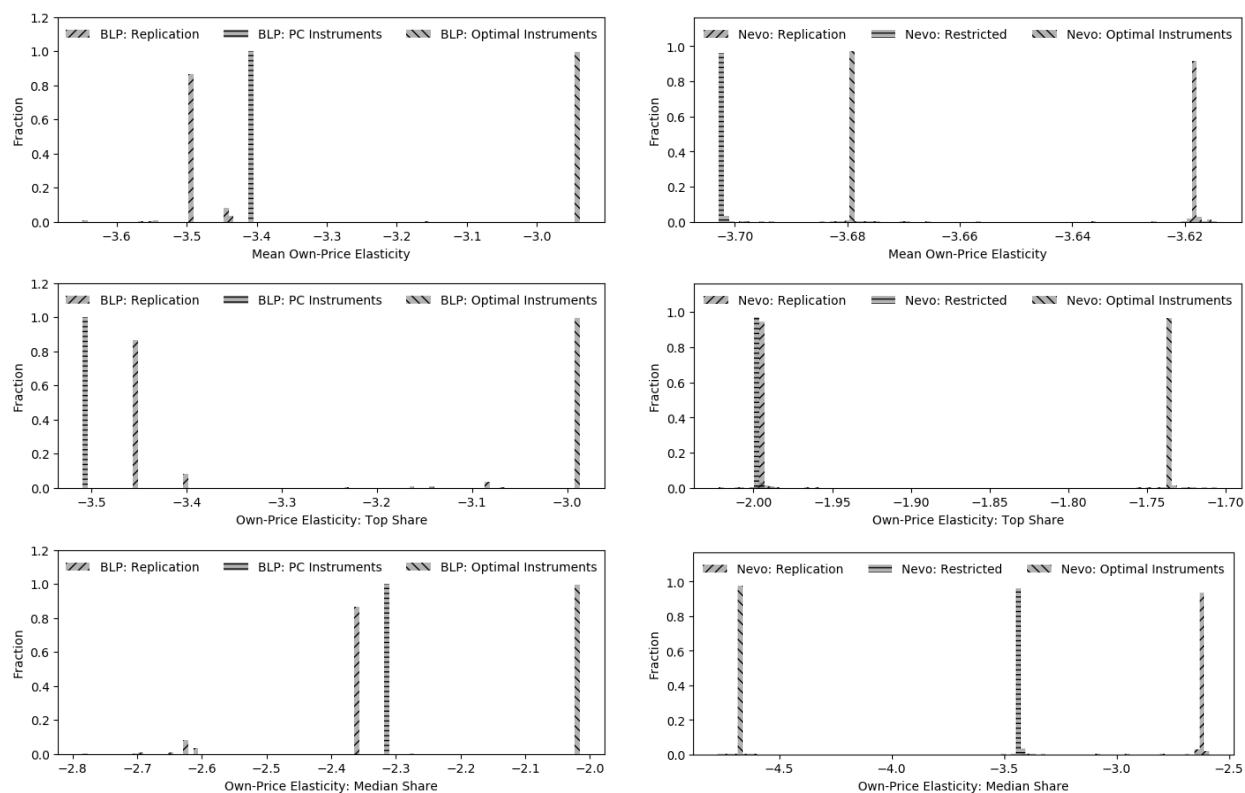 BLP: Replication BLP: PC Instruments BLP: Optimal Instruments
Fraction
1.2
1.0
0.8
0.6
0.4
0.2
0.0
−3.6 −3.5 −3.4 −3.3 −3.2 −3.1 −3.0
Mean Own-Price Elasticity
Nevo: Replication Nevo: Restricted Nevo: Optimal Instruments
Fraction
1.0
0.8
0.6
0.4
0.2
0.0
−3.70 −3.68 −3.66 −3.64 −3.62
Mean Own-Price Elasticity
BLP: Replication BLP: PC Instruments BLP: Optimal Instruments
Fraction
1.2
1.0
0.8
0.6
0.4
0.2
0.0
−3.5 −3.4 −3.3 −3.2 −3.1 −3.0
Own-Price Elasticity: Top Share
Nevo: Replication Nevo: Restricted Nevo: Optimal Instruments
Fraction
1.0
0.8
0.6
0.4
0.2
0.0
−2.00 −1.95 −1.90 −1.85 −1.80 −1.75 −1.70
Own-Price Elasticity: Top Share
BLP: Replication BLP: PC Instruments BLP: Optimal Instruments
Fraction
1.2
1.0
0.8
0.6
0.4
0.2
0.0
−2.8 −2.7 −2.6 −2.5 −2.4 −2.3 −2.2 −2.1 −2.0
Own-Price Elasticity: Median Share
Nevo: Replication Nevo: Restricted Nevo: Optimal Instruments
Fraction
1.0
0.8
0.6
0.4
0.2
0.0
−4.5 −4.0 −3.5 −3.0 −2.5
Own-Price Elasticity: Median Share